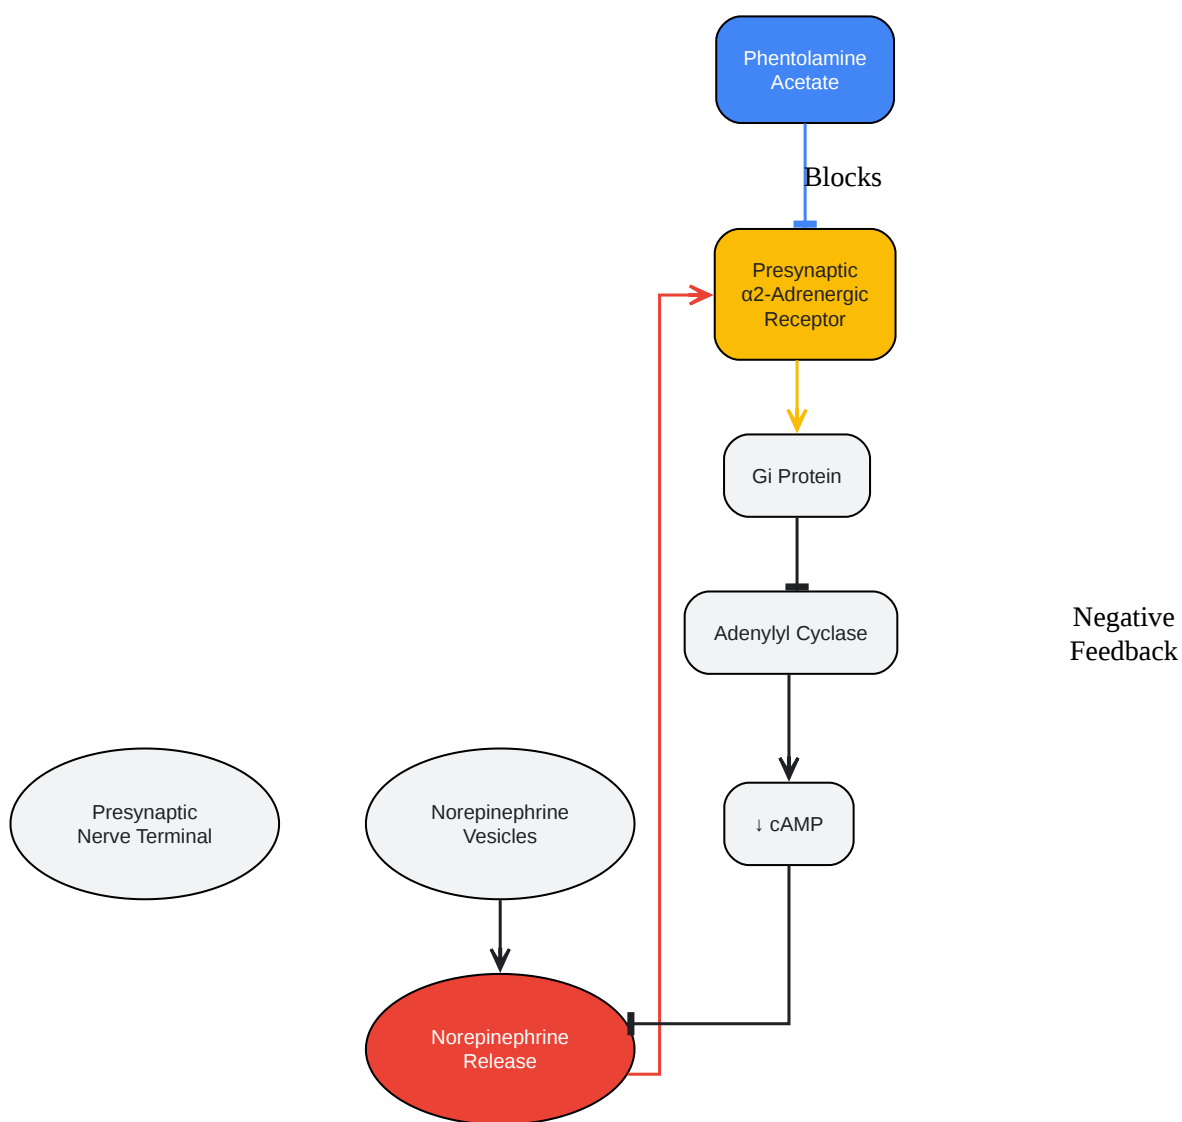 Phentolamine
Acetate
Blocks
Presynaptic
α2-Adrenergic
Receptor
Gi Protein
Adenylyl Cyclase
Negative
Feedback
Presynaptic
Nerve Terminal
Norepinephrine
Vesicles
↓ cAMP
Norepinephrine
Release